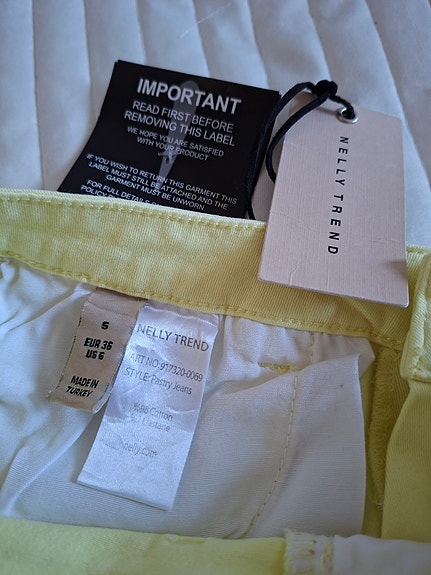 IMPORTANT
READ FIRST BEFORE
REMOVING THIS LABEL
WE HOPE YOU ARE SATISFIED
WITH YOUR PRODUCT
IF YOU WISH TO RETURN THIS GARMENT THIS
LABEL MUST STILL BE ATTACHED AND THE
GARMENT MUST BE UNWORN
FOR FULL DETAILS
POLICY
NELLY TREND
S
EUR 36
US 6
MADE IN
TURKEY
NELLY TREND
ART NO 917320-0069
STYLE: Pastry Jeans
%98 Cotton
elly.com